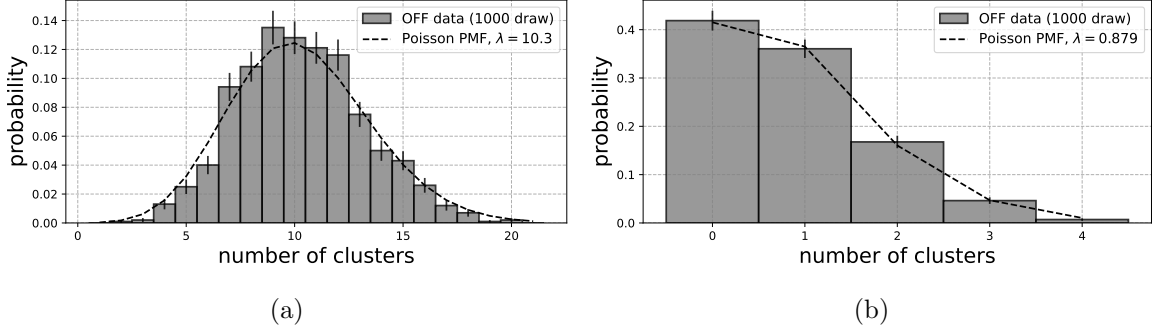 0.14
0.12
0.10
0.08
0.06
0.04
0.02
0.00
probability
0 5 10 15 20
number of clusters
OFF data (1000 draw)
Poisson PMF, λ = 10.3
(a)
0.4
0.3
0.2
0.1
0.0
probability
0 1 2 3 4
number of clusters
OFF data (1000 draw)
Poisson PMF, λ = 0.879
(b)